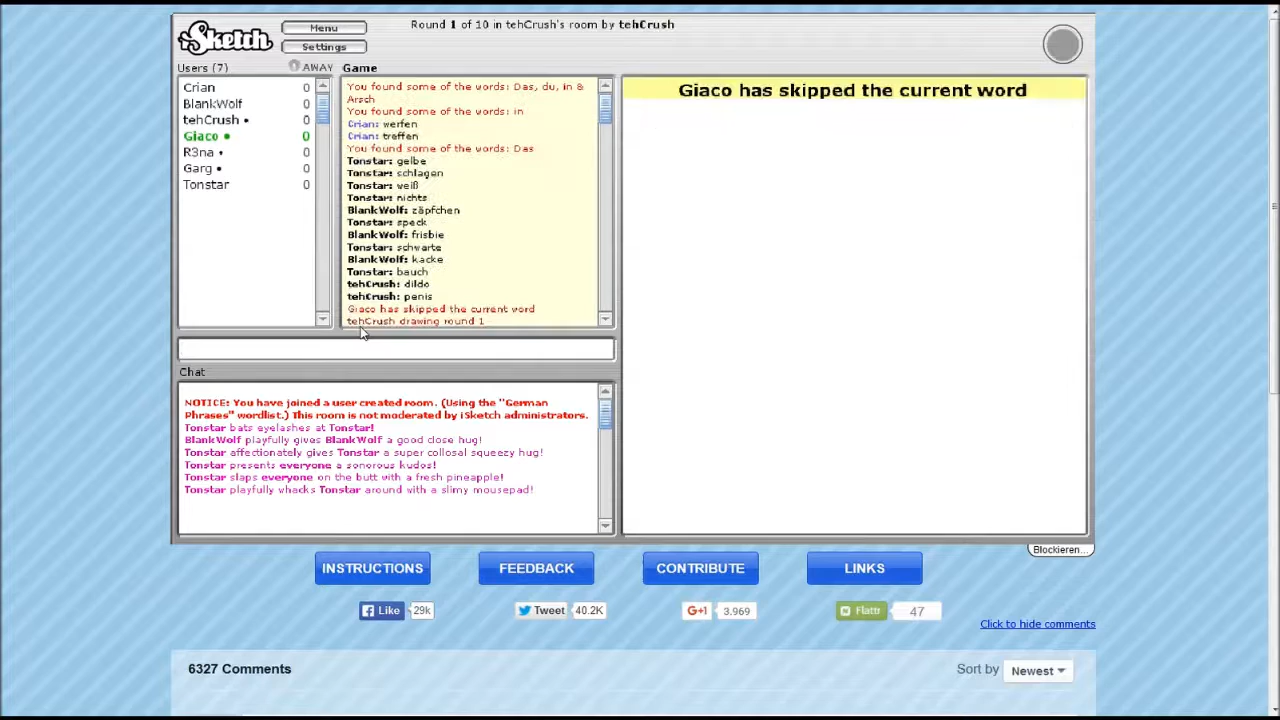 iSketch
Menu
Settings
Round 1 of 10 in tehCrush's room by tehCrush
Users (7)
AWAY
Game
Crian 0
BlankWolf 0
tehCrush • 0
Giaco • 0
R3na • 0
Garg • 0
Tonstar 0
You found some of the words: Das, du, in &
Arsch
You found some of the words: in
Crian: werfen
Crian: treffen
You found some of the words: Das
Tonstar: gelbe
Tonstar: schlagen
Tonstar: weiß
Tonstar: nichts
BlankWolf: zäpfchen
Tonstar: speck
BlankWolf: frisbie
Tonstar: schwarte
BlankWolf: kacke
Tonstar: bauch
tehCrush: dildo
tehCrush: penis
Giaco has skipped the current word
tehCrush drawing round 1
Giaco has skipped the current word
Chat
NOTICE: You have joined a user created room. (Using the "German
Phrases" wordlist.) This room is not moderated by iSketch administrators.
Tonstar bats eyelashes at Tonstar!
BlankWolf playfully gives BlankWolf a good close hug!
Tonstar affectionately gives Tonstar a super collosal squeezy hug!
Tonstar presents everyone a sonorous kudos!
Tonstar slaps everyone on the butt with a fresh pineapple!
Tonstar playfully whacks Tonstar around with a slimy mousepad!
Blockieren...
INSTRUCTIONS
FEEDBACK
CONTRIBUTE
LINKS
Like 29k
Tweet 40.2K
G+1 3.969
Flattr 47
Click to hide comments
6327 Comments
Sort by Newest